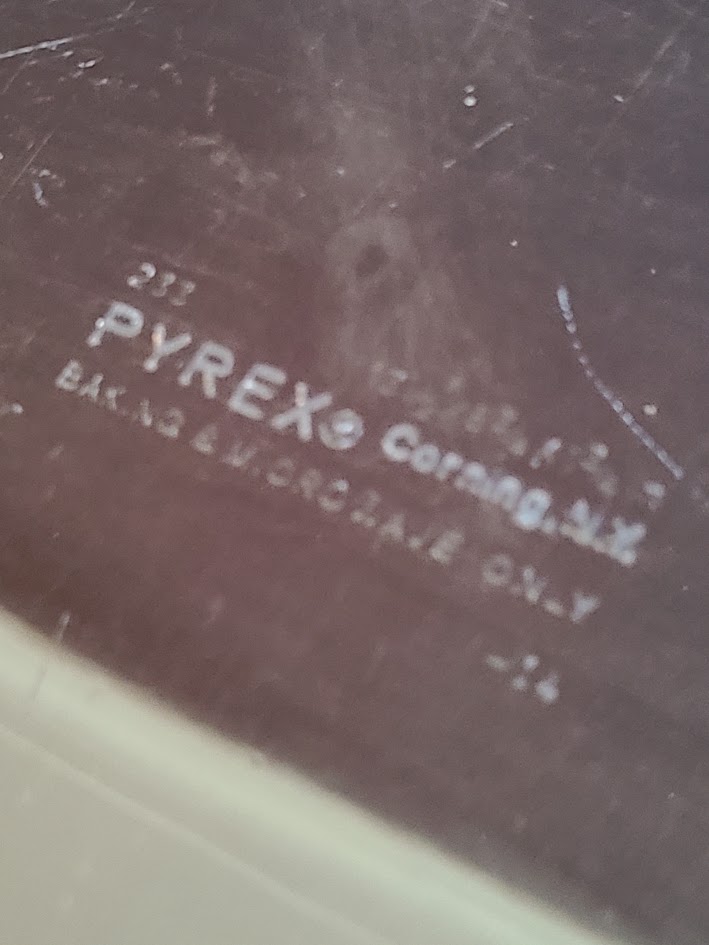 233
PYREX® Corning, N.Y.
BAKING & MICROWAVE ONLY